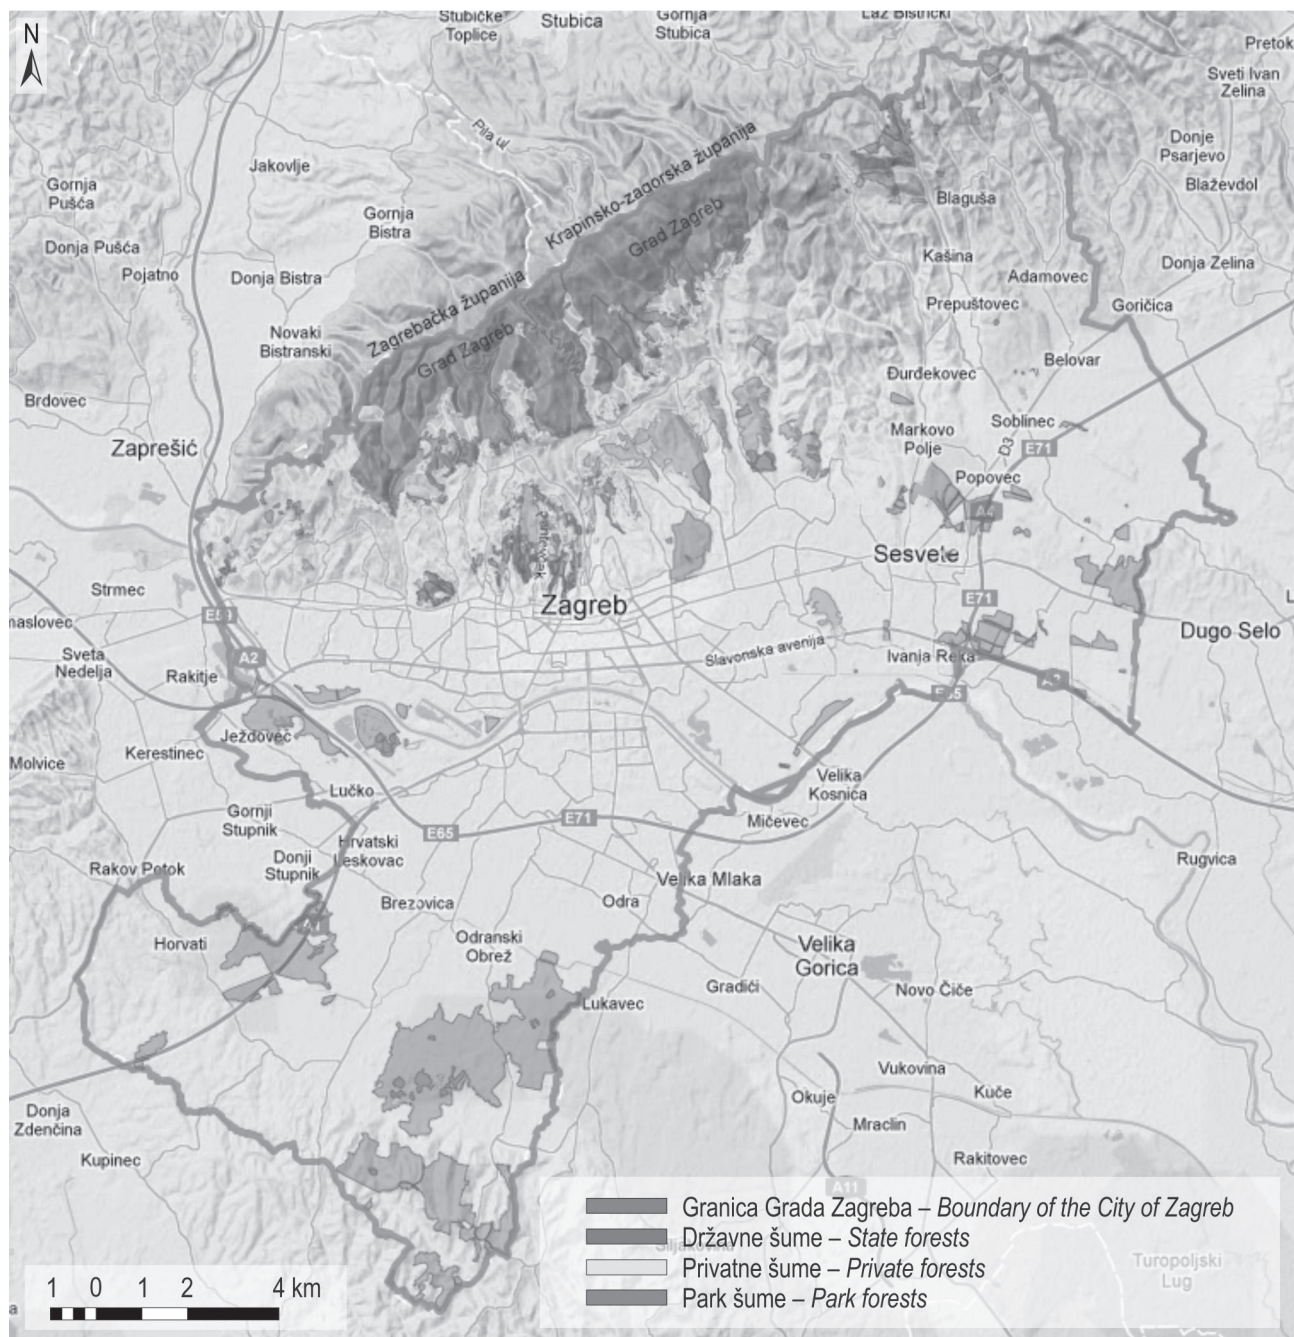 N
Stubičke
Toplice
Stubica
Gornja
Stubica
Laz Bistrički
Pretok
Sveti Ivan
Zelina
Pila ul.
Donje
Psarjevo
Blaževdol
Jakovlje
Gornja
Pušća
Krapinsko-zagorska županija
Grad Zagreb
Blaguša
Gornja
Bistra
Donja Pušća
Pojatno
Donja Bistra
Kašina
Adamovec
Donja Zelina
Zagrebačka županija
Grad Zagreb
Prepuštovec
Goričica
Novaki
Bistranski
Belovar
Đurđekovec
Brdovec
Zaprešić
Soblinec
Markovo
Polje
D3
E71
Popovec
A4
Sesvete
Strmec
Zagreb
E71
E59
Dugo Selo
Sveta
Nedelja
A2
Rakitje
Slavonska avenija
Ivanja Reka
A3
E65
Ježdovec
Kerestinec
Molvice
Lučko
Velika
Kosnica
Gornji
Stupnik
E65
E71
Mičevec
Hrvatski
Leskovac
Donji
Stupnik
Rakov Potok
Rugvica
Velika Mlaka
Brezovica
Odra
A1
Horvati
Odranski
Obrež
Velika
Gorica
Gradići
Novo Čiče
Lukavec
Vukovina
Okuje
Kuče
Donja
Zdenčina
Mraclin
Kupinec
Rakitovec
A11
Granica Grada Zagreba – Boundary of the City of Zagreb
Državne šume – State forests
Privatne šume – Private forests
Park šume – Park forests
Turopoljski
Lug
1 0 1 2 4 km